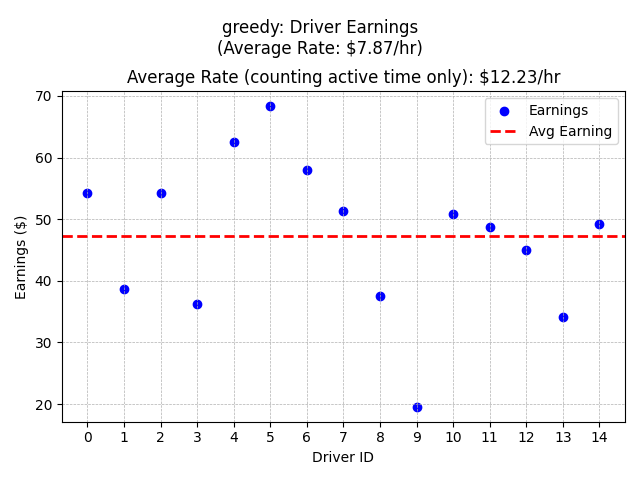 greedy: Driver Earnings
(Average Rate: $7.87/hr)
Average Rate (counting active time only): $12.23/hr
Earnings
Avg Earning
Earnings ($)
70
60
50
40
30
20
0 1 2 3 4 5 6 7 8 9 10 11 12 13 14
Driver ID